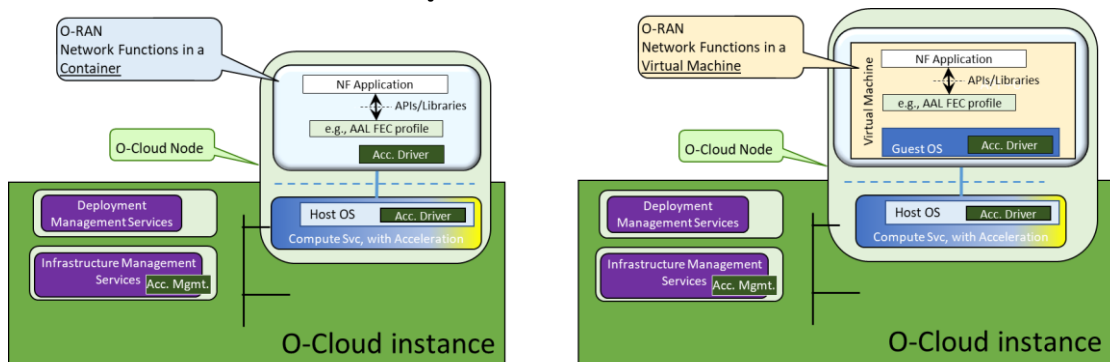 O-RAN
Network Functions in a
Container
NF Application
APIs/Libraries
e.g., AAL FEC profile
Acc. Driver
O-Cloud Node
Host OS
Acc. Driver
Compute Svc, with Acceleration
Deployment
Management Services
Infrastructure Management
Services
Acc. Mgmt.
O-Cloud instance
O-RAN
Network Functions in a
Virtual Machine
Virtual Machine
NF Application
APIs/Libraries
e.g., AAL FEC profile
Guest OS
Acc. Driver
O-Cloud Node
Host OS
Acc. Driver
Compute Svc, with Acceleration
Deployment
Management Services
Infrastructure Management
Services
Acc. Mgmt.
O-Cloud instance